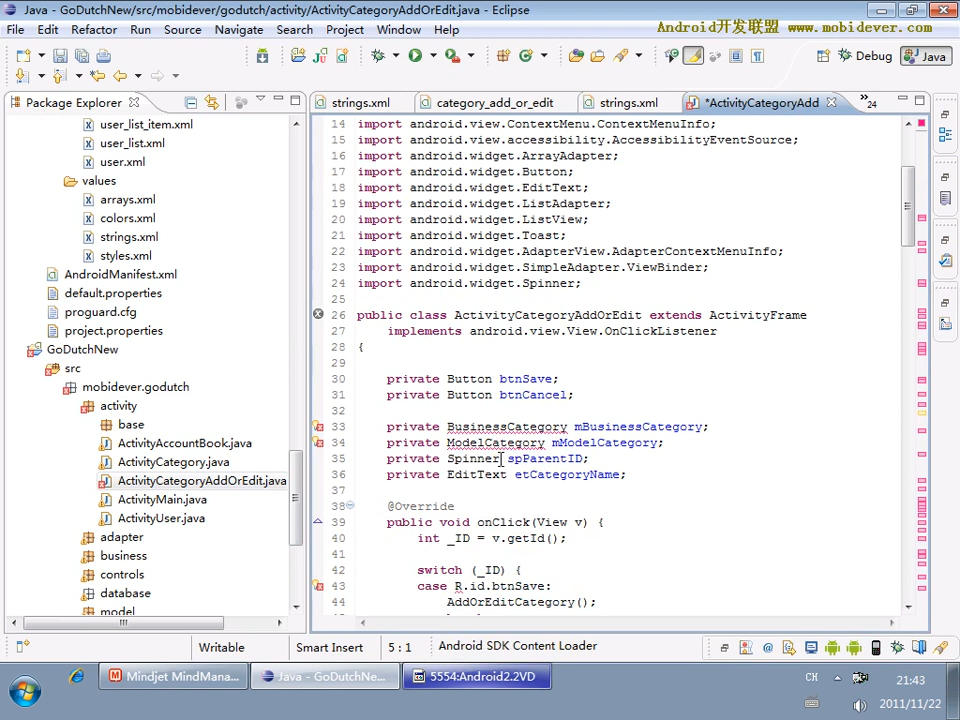 Java - GoDutchNew/src/mobidever/godutch/activity/ActivityCategoryAddOrEdit.java - Eclipse
File Edit Refactor Run Source Navigate Search Project Window Help
Android开发联盟 www.mobidever.com
Debug Java
Package Explorer
strings.xml category_add_or_edit strings.xml *ActivityCategoryAdd 24
user_list_item.xml
user_list.xml
user.xml
values
arrays.xml
colors.xml
strings.xml
styles.xml
AndroidManifest.xml
default.properties
proguard.cfg
project.properties
GoDutchNew
src
mobidever.godutch
activity
base
ActivityAccountBook.java
ActivityCategory.java
ActivityCategoryAddOrEdit.java
ActivityMain.java
ActivityUser.java
adapter
business
controls
database
model
14 import android.view.ContextMenu.ContextMenuInfo;
15 import android.view.accessibility.AccessibilityEventSource;
16 import android.widget.ArrayAdapter;
17 import android.widget.Button;
18 import android.widget.EditText;
19 import android.widget.ListAdapter;
20 import android.widget.ListView;
21 import android.widget.Toast;
22 import android.widget.AdapterView.AdapterContextMenuInfo;
23 import android.widget.SimpleAdapter.ViewBinder;
24 import android.widget.Spinner;
25
26 public class ActivityCategoryAddOrEdit extends ActivityFrame
27 implements android.view.View.OnClickListener
28 {
29
30 private Button btnSave;
31 private Button btnCancel;
32
33 private BusinessCategory mBusinessCategory;
34 private ModelCategory mModelCategory;
35 private Spinner spParentID;
36 private EditText etCategoryName;
37
38 @Override
39 public void onClick(View v) {
40 int _ID = v.getId();
41
42 switch (_ID) {
43 case R.id.btnSave:
44 AddOrEditCategory();
Writable Smart Insert 5 : 1 Android SDK Content Loader
Mindjet MindMana... Java - GoDutchNe... 5554:Android2.2VD
CH
21:43
2011/11/22